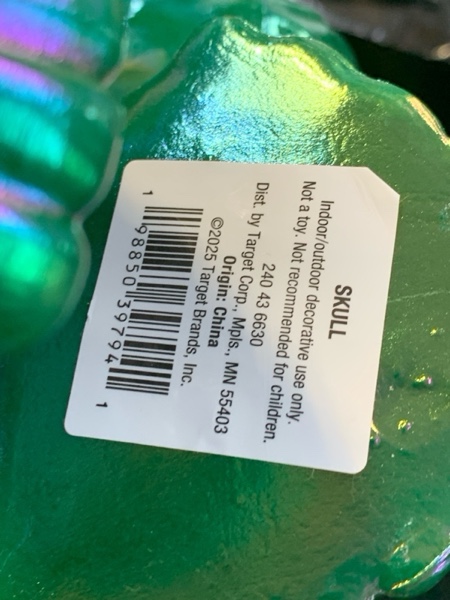 SKULL
Indoor/outdoor decorative use only.
Not a toy. Not recommended for children.
240 43 6630
Dist. by Target Corp., Mpls., MN 55403
Origin: China
©2025 Target Brands, Inc.
1 98850 39794 1